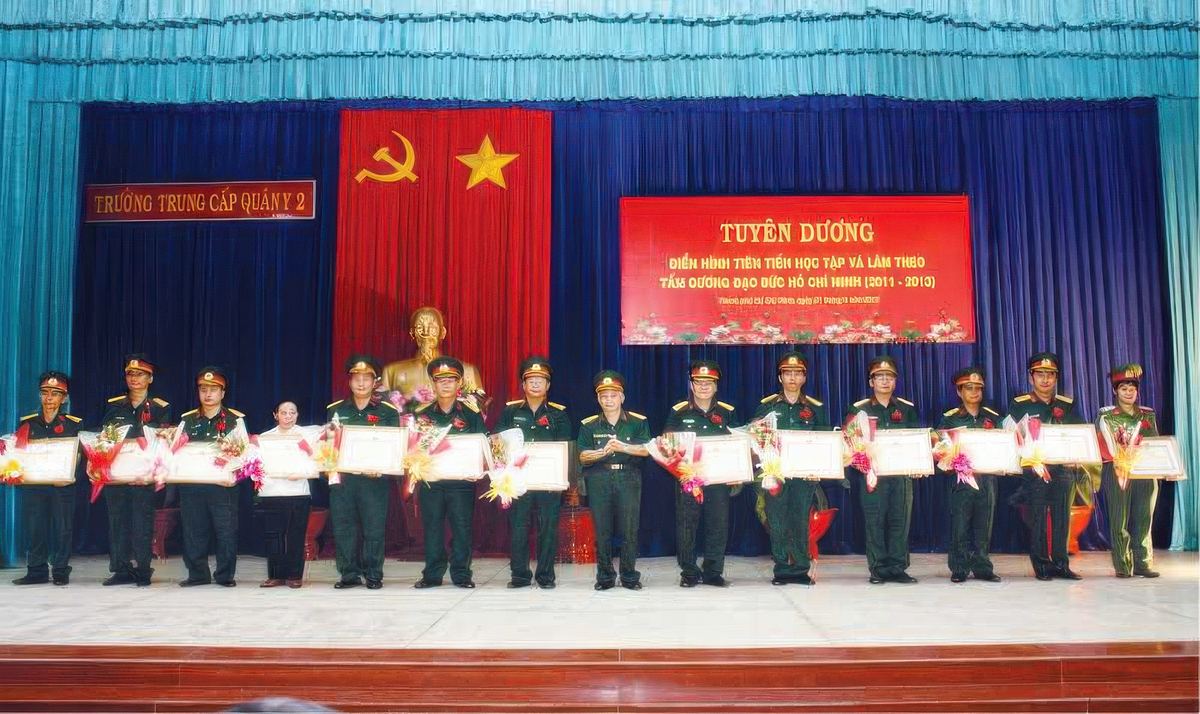 TRƯỜNG TRUNG CẤP QUÂN Y 2
TUYÊN DƯƠNG
ĐIỂN HÌNH TIÊN TIẾN HỌC TẬP VÀ LÀM THEO
TẤM GƯƠNG ĐẠO ĐỨC HỒ CHÍ MINH (2011 - 2013)